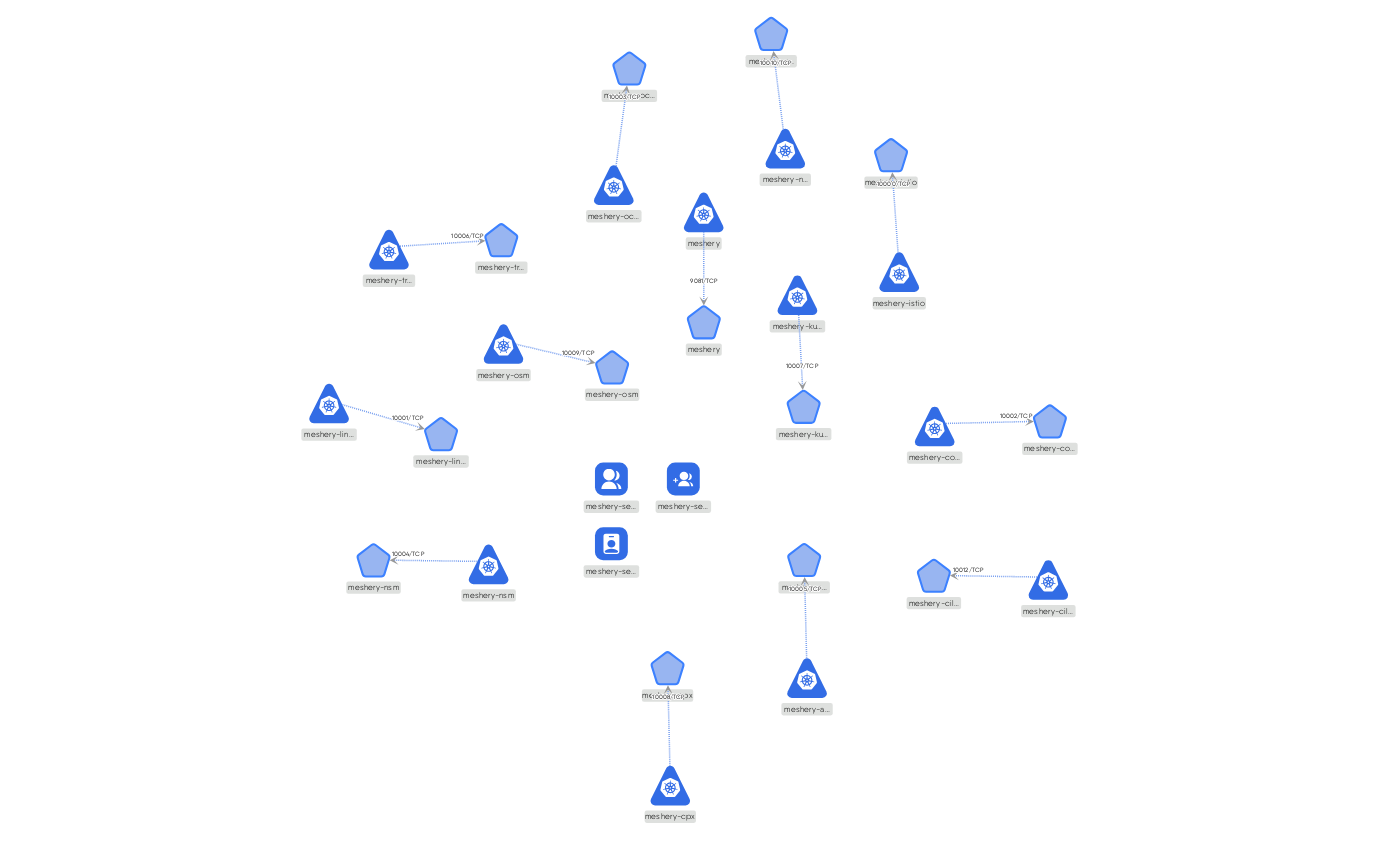 10010/TCP
10003/TCP
meshery-n...
10000/TCP
meshery-oc...
10006/TCP
meshery
meshery-tr...
meshery-tr...
9081/TCP
meshery-istio
meshery-ku...
meshery
10009/TCP
10007/TCP
meshery-osm
meshery-osm
10001/TCP
10002/TCP
meshery-lin...
meshery-ku...
meshery-co...
meshery-co...
meshery-lin...
meshery-se...
meshery-se...
10004/TCP
meshery-se...
10012/TCP
meshery-nsm
meshery-nsm
10005/TCP
meshery-cil...
meshery-cil...
10008/TCP
meshery-a...
meshery-cpx